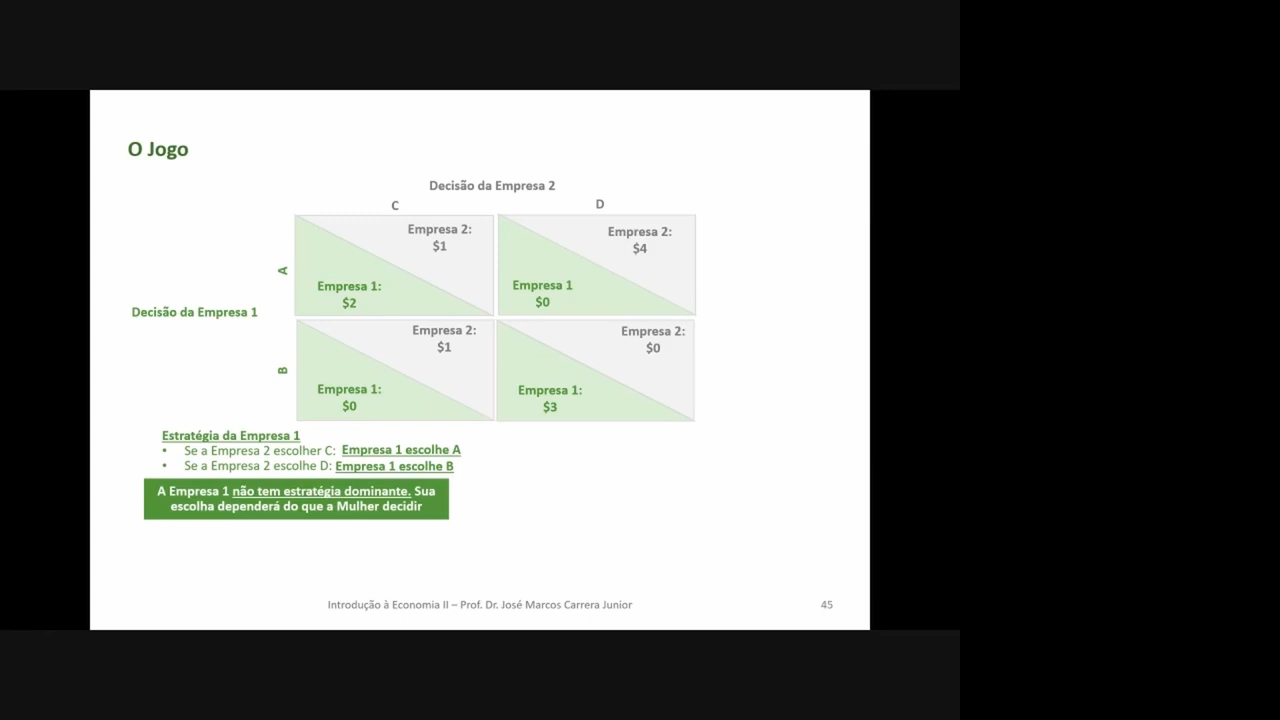 O Jogo
Decisão da Empresa 2
C
D
Empresa 2:
$1
Empresa 2:
$4
A
Empresa 1:
$2
Empresa 1
$0
Decisão da Empresa 1
Empresa 2:
$1
Empresa 2:
$0
B
Empresa 1:
$0
Empresa 1:
$3
Estratégia da Empresa 1
• Se a Empresa 2 escolher C: Empresa 1 escolhe A
• Se a Empresa 2 escolhe D: Empresa 1 escolhe B
A Empresa 1 não tem estratégia dominante. Sua
escolha dependerá do que a Mulher decidir
Introdução à Economia II – Prof. Dr. José Marcos Carrera Junior
45